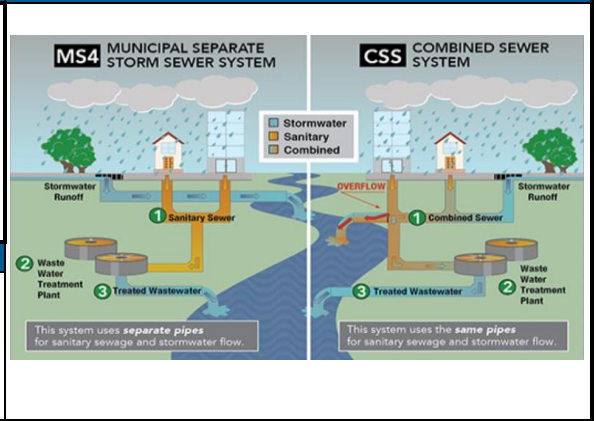 MS4 MUNICIPAL SEPARATE
STORM SEWER SYSTEM
Stormwater
Runoff
1 Sanitary Sewer
2 Waste
Water
Treatment
Plant
3 Treated Wastewater
This system uses separate pipes
for sanitary sewage and stormwater flow.
Stormwater
Sanitary
Combined
CSS COMBINED SEWER
SYSTEM
OVERFLOW
Stormwater
Runoff
1 Combined Sewer
2 Waste
Water
Treatment
Plant
3 Treated Wastewater
This system uses the same pipes
for sanitary sewage and stormwater flow.